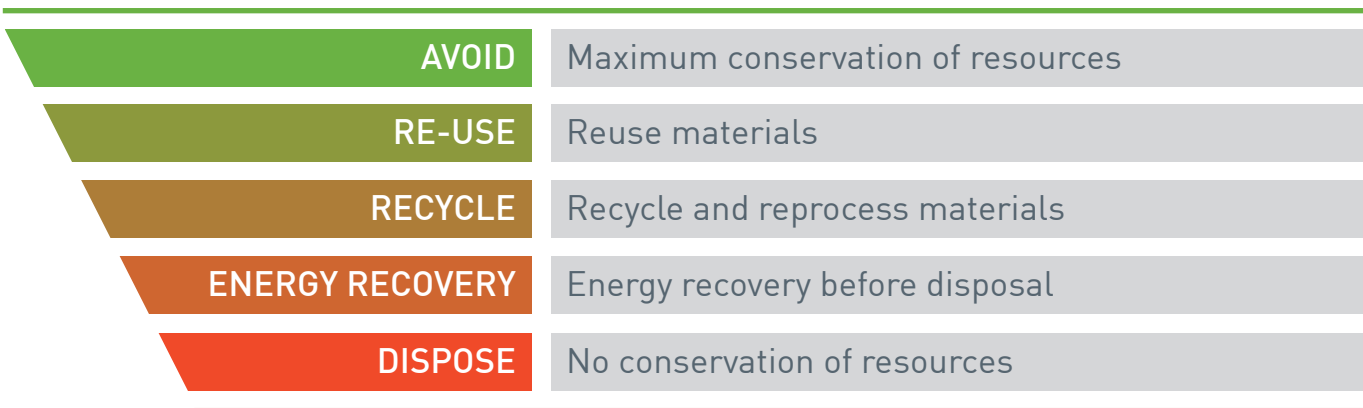 AVOID Maximum conservation of resources
RE-USE Reuse materials
RECYCLE Recycle and reprocess materials
ENERGY RECOVERY Energy recovery before disposal
DISPOSE No conservation of resources